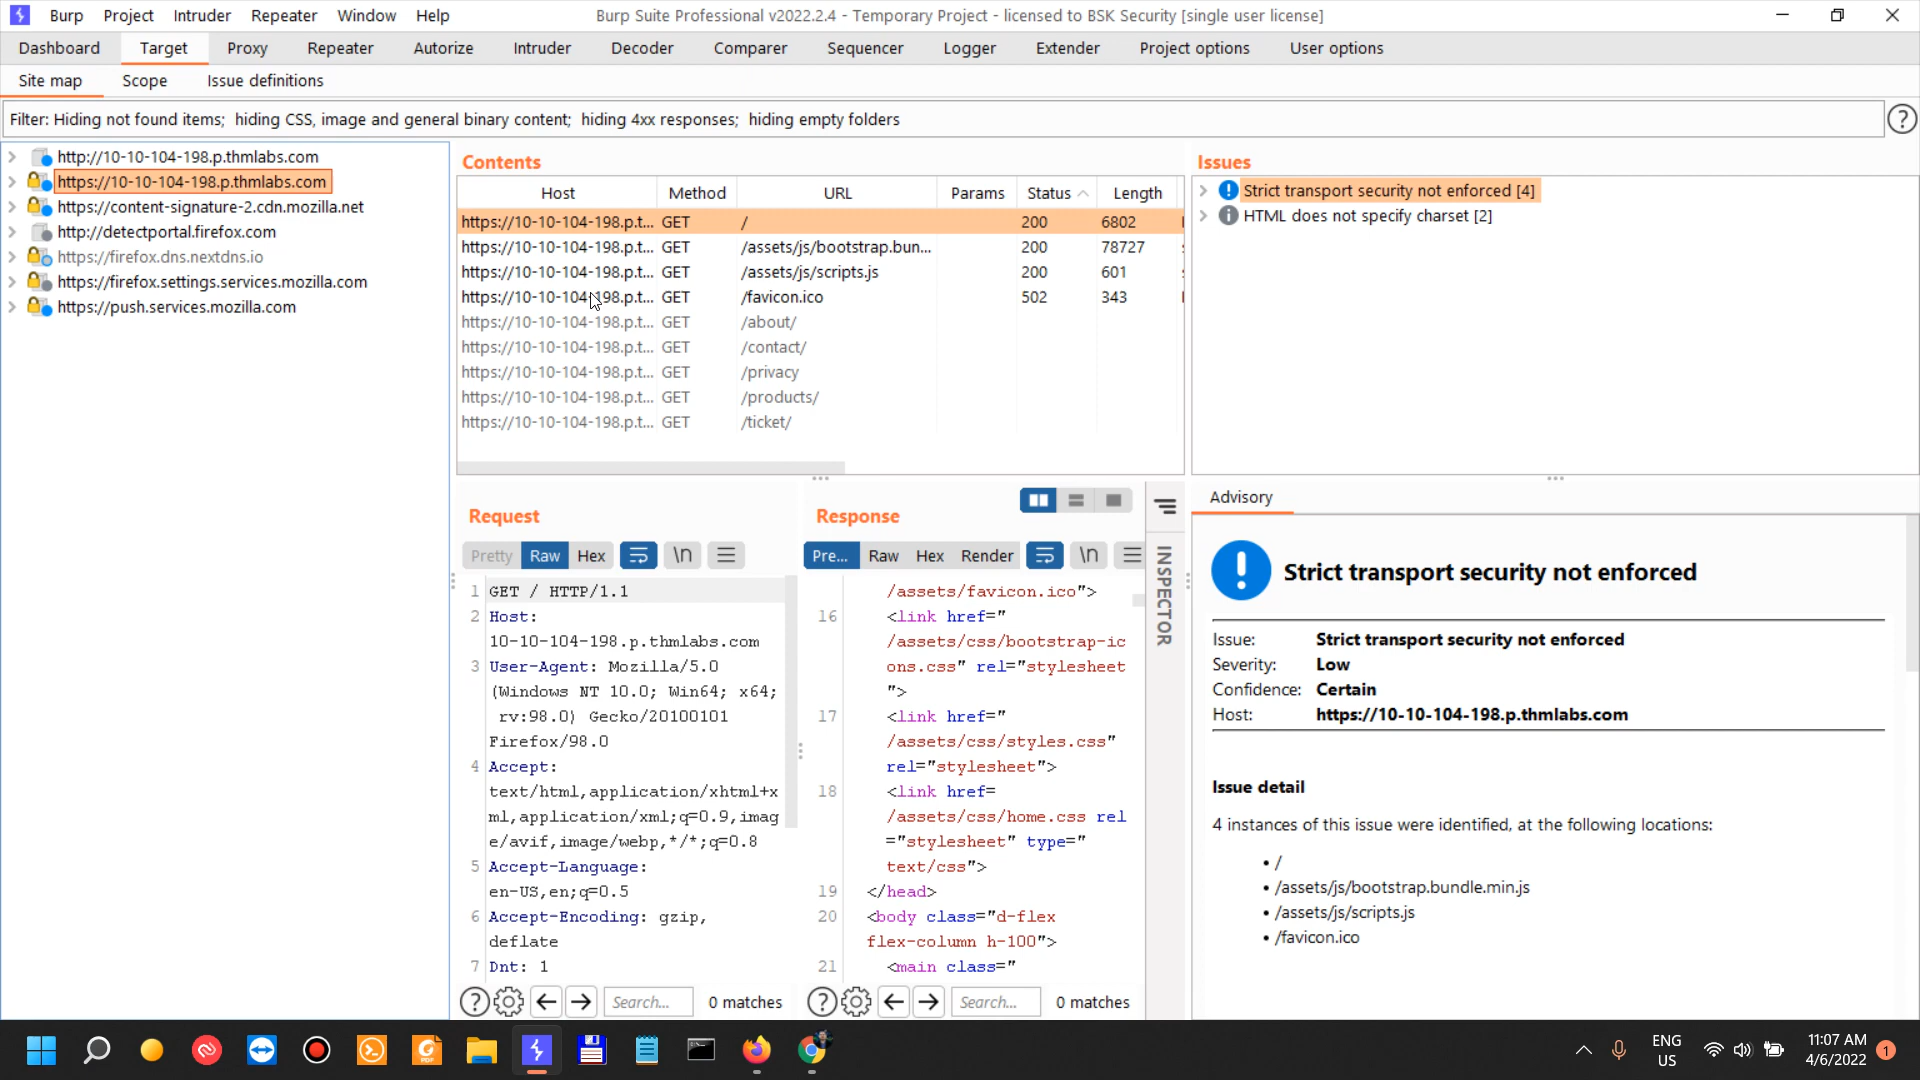 Burp Project Intruder Repeater Window Help
Burp Suite Professional v2022.2.4 - Temporary Project - licensed to BSK Security [single user license]
Dashboard Target Proxy Repeater Autorize Intruder Decoder Comparer Sequencer Logger Extender Project options User options
Site map Scope Issue definitions
Filter: Hiding not found items; hiding CSS, image and general binary content; hiding 4xx responses; hiding empty folders
?
http://10-10-104-198.p.thmlabs.com
https://10-10-104-198.p.thmlabs.com
https://content-signature-2.cdn.mozilla.net
http://detectportal.firefox.com
https://firefox.dns.nextdns.io
https://firefox.settings.services.mozilla.com
https://push.services.mozilla.com
Contents
Host Method URL Params Status Length
https://10-10-104-198.p.t... GET / 200 6802
https://10-10-104-198.p.t... GET /assets/js/bootstrap.bun... 200 78727
https://10-10-104-198.p.t... GET /assets/js/scripts.js 200 601
https://10-10-104-198.p.t... GET /favicon.ico 502 343
https://10-10-104-198.p.t... GET /about/
https://10-10-104-198.p.t... GET /contact/
https://10-10-104-198.p.t... GET /privacy
https://10-10-104-198.p.t... GET /products/
https://10-10-104-198.p.t... GET /ticket/
Issues
Strict transport security not enforced [4]
HTML does not specify charset [2]
Request
Pretty Raw Hex \n
1 GET / HTTP/1.1
2 Host:
10-10-104-198.p.thmlabs.com
3 User-Agent: Mozilla/5.0
(Windows NT 10.0; Win64; x64;
rv:98.0) Gecko/20100101
Firefox/98.0
4 Accept:
text/html,application/xhtml+x
ml,application/xml;q=0.9,imag
e/avif,image/webp,*/*;q=0.8
5 Accept-Language:
en-US,en;q=0.5
6 Accept-Encoding: gzip,
deflate
7 Dnt: 1
? Search... 0 matches
Response
Pre... Raw Hex Render \n
/assets/favicon.ico">
16 <link href="
/assets/css/bootstrap-ic
ons.css" rel="stylesheet
">
17 <link href="
/assets/css/styles.css"
rel="stylesheet">
18 <link href=
/assets/css/home.css rel
="stylesheet" type="
text/css">
19 </head>
20 <body class="d-flex
flex-column h-100">
21 <main class="
? Search... 0 matches
INSPECTOR
Advisory
Strict transport security not enforced
Issue: Strict transport security not enforced
Severity: Low
Confidence: Certain
Host: https://10-10-104-198.p.thmlabs.com
Issue detail
4 instances of this issue were identified, at the following locations:
• /
• /assets/js/bootstrap.bundle.min.js
• /assets/js/scripts.js
• /favicon.ico
PDF
ENG
US
11:07 AM
4/6/2022
1